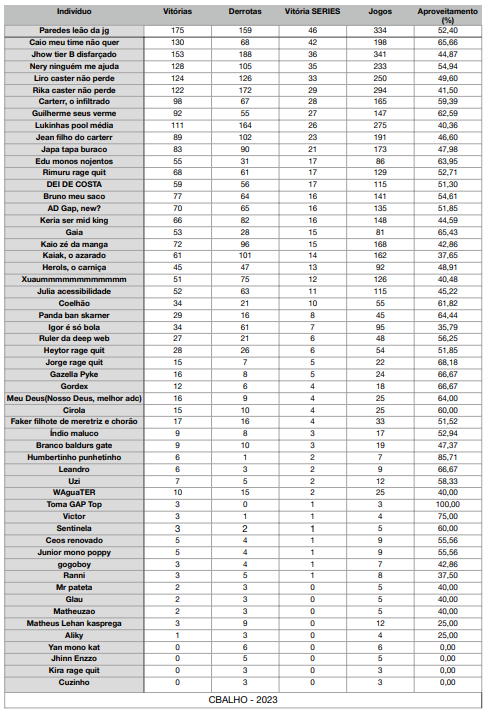 Indivíduo Vitórias Derrotas Vitória SERIES Jogos Aproveitamento (%)
Paredes leão da jg 175 159 46 334 52,40
Caio meu time não quer 130 68 42 198 65,66
Jhow tier B disfarçado 153 188 36 341 44,87
Nery ninguém me ajuda 128 105 35 233 54,94
Liro caster não perde 124 126 33 250 49,60
Rika caster não perde 122 172 29 294 41,50
Carterr, o infiltrado 98 67 28 165 59,39
Guilherme seus verme 92 55 27 147 62,59
Lukinhas pool média 111 164 26 275 40,36
Jean filho do carterr 89 102 23 191 46,60
Japa tapa buraco 83 90 21 173 47,98
Edu monos nojentos 55 31 17 86 63,95
Rimuru rage quit 68 61 17 129 52,71
DEI DE COSTA 59 56 17 115 51,30
Bruno meu saco 77 64 16 141 54,61
AD Gap, new? 70 65 16 135 51,85
Keria ser mid king 66 82 16 148 44,59
Gaia 53 28 15 81 65,43
Kaio zé da manga 72 96 15 168 42,86
Kaiak, o azarado 61 101 14 162 37,65
Herols, o carniça 45 47 13 92 48,91
Xuaummmmmmmmmmm 51 75 12 126 40,48
Julia acessibilidade 52 63 11 115 45,22
Coelhão 34 21 10 55 61,82
Panda ban skarner 29 16 8 45 64,44
Igor é só bola 34 61 7 95 35,79
Ruler da deep web 27 21 6 48 56,25
Heytor rage quit 28 26 6 54 51,85
Jorge rage quit 15 7 5 22 68,18
Gazella Pyke 16 8 5 24 66,67
Gordex 12 6 4 18 66,67
Meu Deus(Nosso Deus, melhor adc) 16 9 4 25 64,00
Cirola 15 10 4 25 60,00
Faker filhote de meretriz e chorão 17 16 4 33 51,52
Índio maluco 9 8 3 17 52,94
Branco baldurs gate 9 10 3 19 47,37
Humbertinho punhetinho 6 1 2 7 85,71
Leandro 6 3 2 9 66,67
Uzi 7 5 2 12 58,33
WAguaTER 10 15 2 25 40,00
Toma GAP Top 3 0 1 3 100,00
Victor 3 1 1 4 75,00
Sentinela 3 2 1 5 60,00
Ceos renovado 5 4 1 9 55,56
Junior mono poppy 5 4 1 9 55,56
gogoboy 3 4 1 7 42,86
Ranni 3 5 1 8 37,50
Mr pateta 2 3 0 5 40,00
Glau 2 3 0 5 40,00
Matheuzao 2 3 0 5 40,00
Matheus Lehan kasprega 3 9 0 12 25,00
Aliky 1 3 0 4 25,00
Yan mono kat 0 6 0 6 0,00
Jhinn Enzzo 0 5 0 5 0,00
Kira rage quit 0 3 0 3 0,00
Cuzinho 0 3 0 3 0,00
CBALHO - 2023